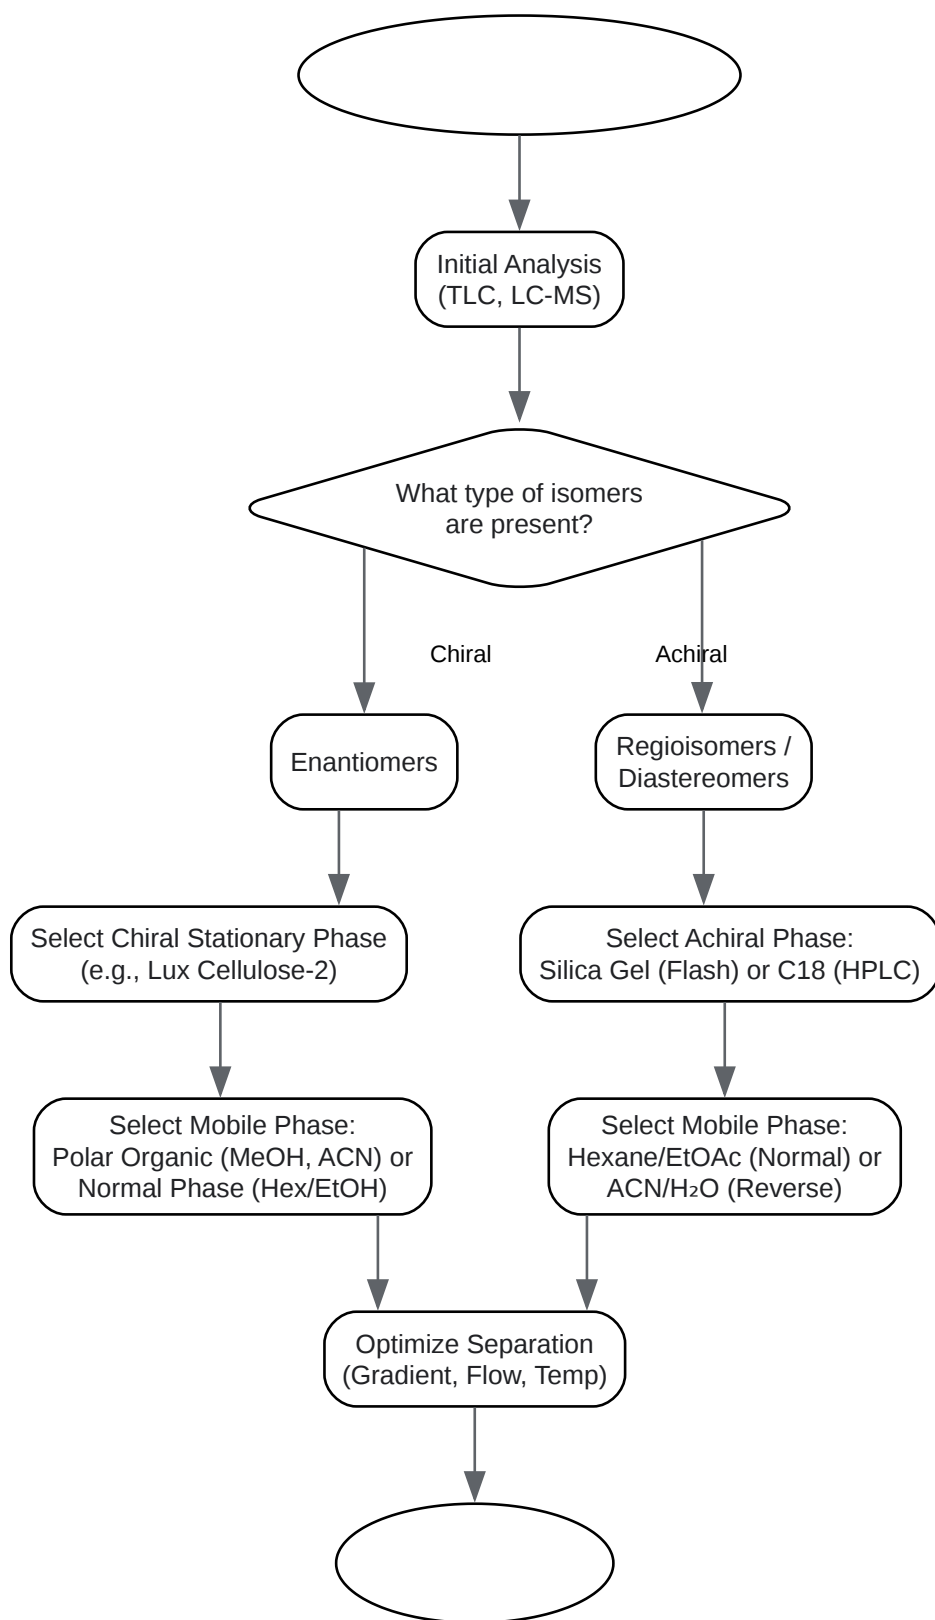 Initial Analysis
(TLC, LC-MS)
What type of isomers
are present?
Chiral
Achiral
Enantiomers
Regioisomers /
Diastereomers
Select Chiral Stationary Phase
(e.g., Lux Cellulose-2)
Select Achiral Phase:
Silica Gel (Flash) or C18 (HPLC)
Select Mobile Phase:
Polar Organic (MeOH, ACN) or
Normal Phase (Hex/EtOH)
Select Mobile Phase:
Hexane/EtOAc (Normal) or
ACN/H₂O (Reverse)
Optimize Separation
(Gradient, Flow, Temp)